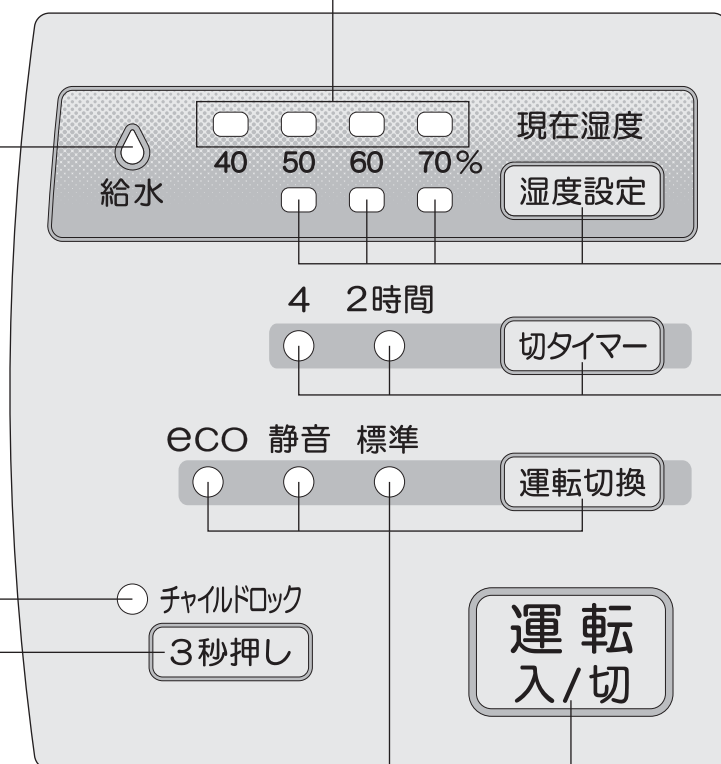 現在湿度
40 50 60 70%
給水
湿度設定
4 2時間
切タイマー
eco 静音 標準
運転切換
チャイルドロック
3秒押し
運転
入/切